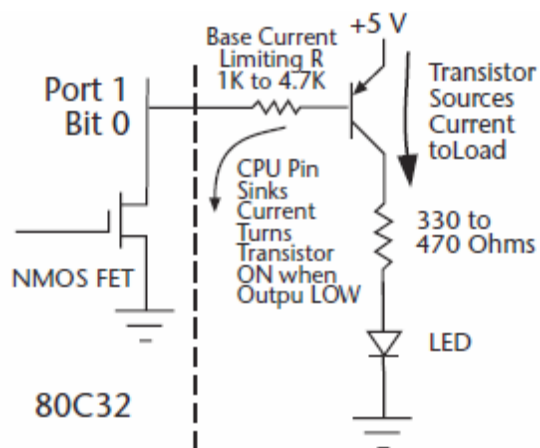 Base Current
Limiting R
1K to 4.7K
+5 V
Port 1
Bit 0
Transistor
Sources
Current
toLoad
CPU Pin
Sinks
Current
Turns
Transistor
ON when
Outpu LOW
330 to
470 Ohms
NMOS FET
LED
80C32